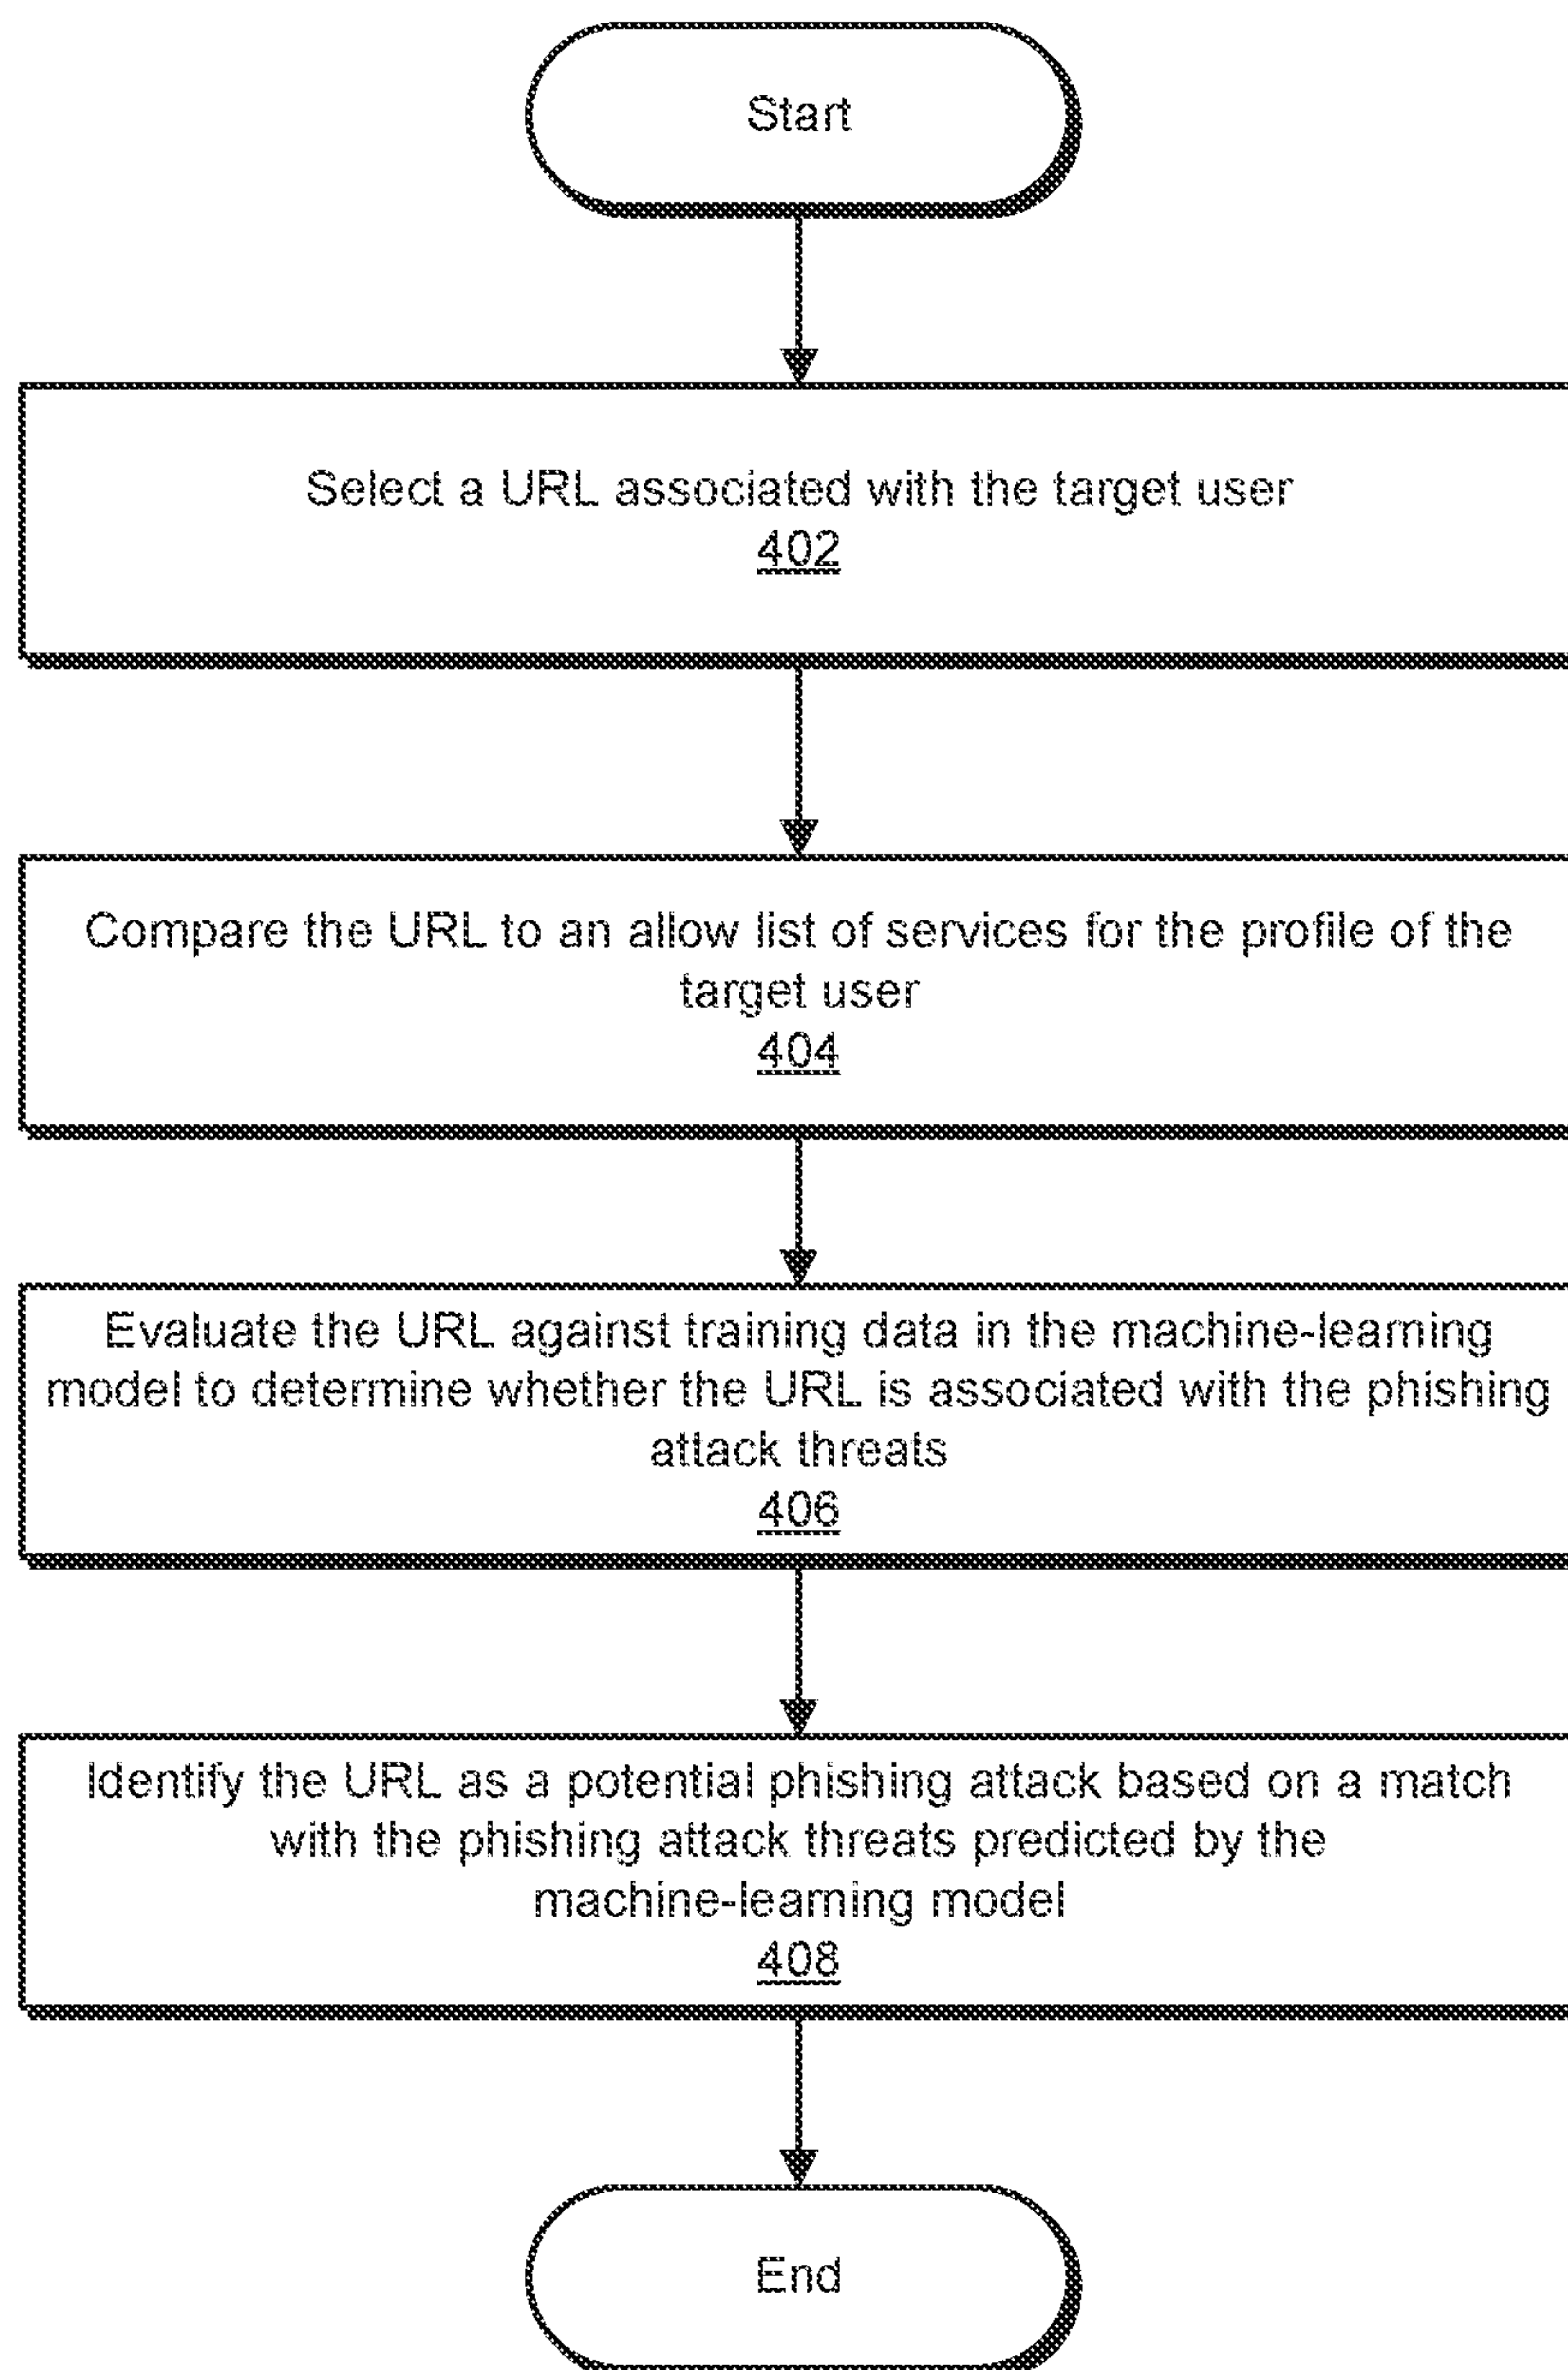 Start
Select a URL associated with the target user
402
Compare the URL to an allow list of services for the profile of the
target user
404
Evaluate the URL against training data in the machine-learning
model to determine whether the URL is associated with the phishing
attack threats
406
Identify the URL as a potential phishing attack based on a match
with the phishing attack threats predicted by the
machine-learning model
408
End